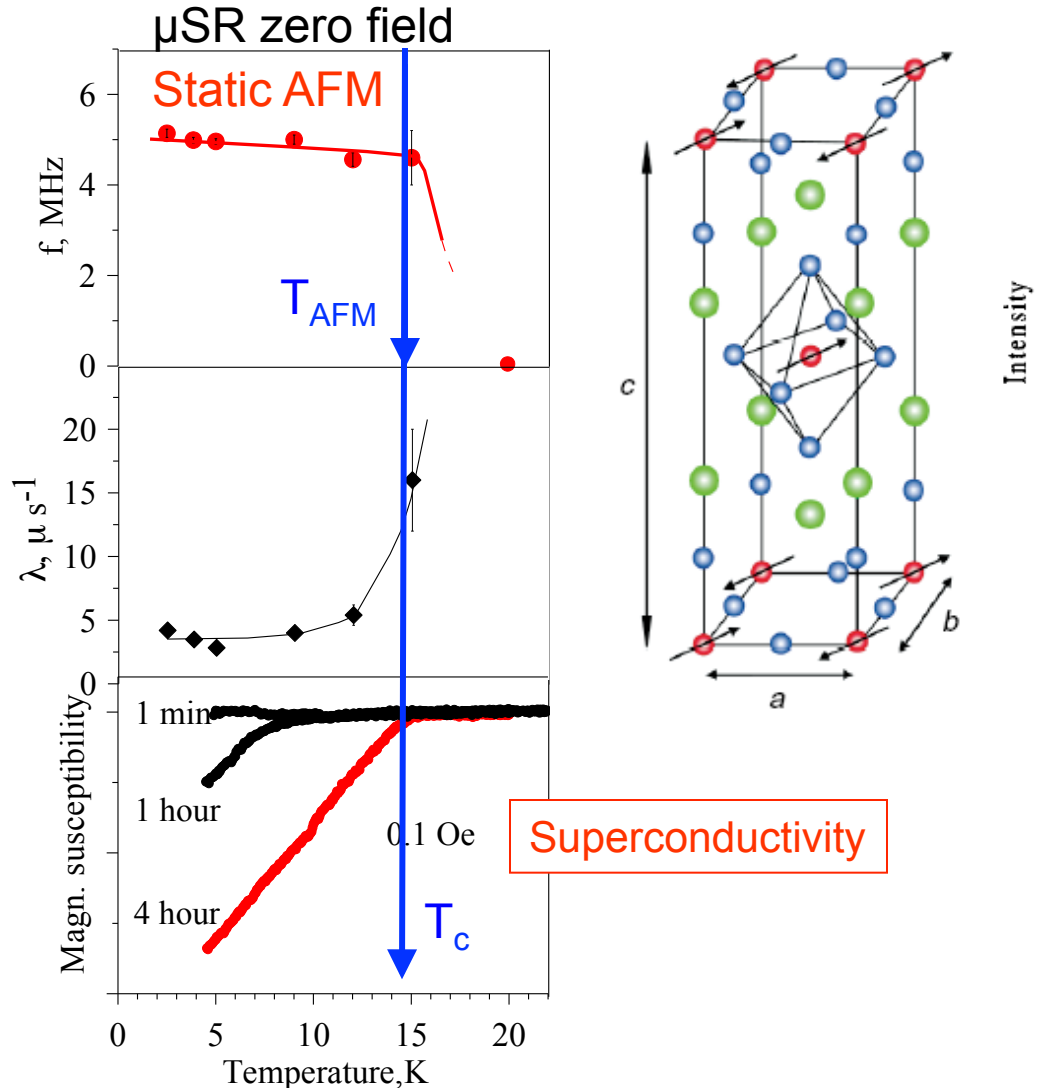 µSR zero field
Static AFM
6
4
2
0
f, MHz
T_AFM
20
15
10
5
0
λ, µ s⁻¹
1 min
1 hour
0.1 Oe
4 hour
T_c
Magn. susceptibility
0 5 10 15 20
Temperature,K
c
a
b
Intensity
Superconductivity